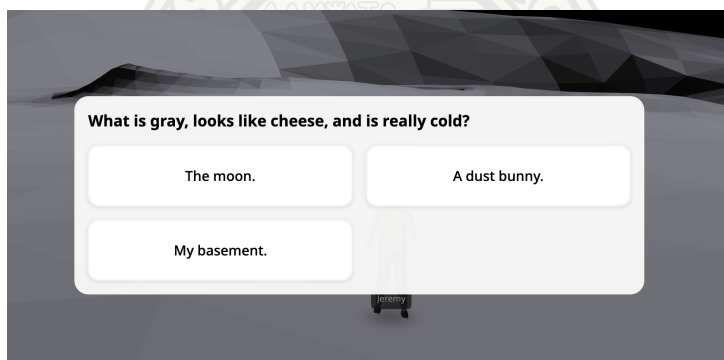 What is gray, looks like cheese, and is really cold?
The moon.
A dust bunny.
My basement.
Jeremy